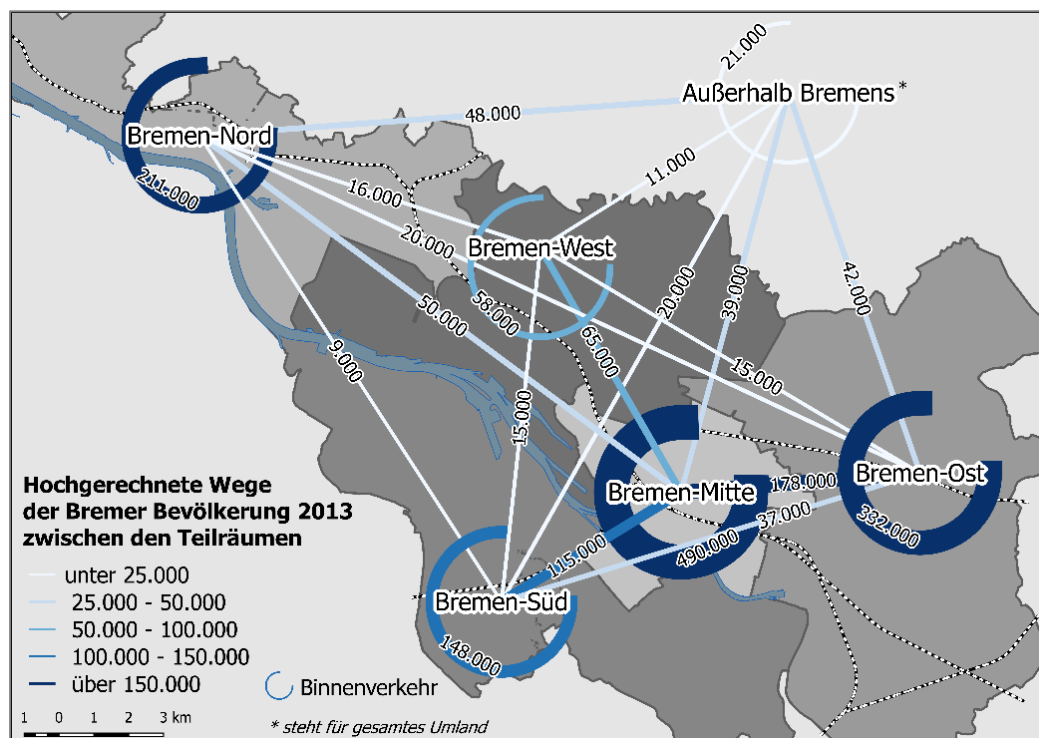 21.000
Außerhalb Bremens *
48.000
Bremen-Nord
11.000
211.000
16.000
Bremen-West
20.000
20.000
39.000
42.000
58.000
50.000
65.000
9.000
15.000
15.000
Bremen-Mitte
178.000
Bremen-Ost
37.000
332.000
490.000
115.000
Bremen-Süd
148.000
Hochgerechnete Wege
der Bremer Bevölkerung 2013
zwischen den Teilräumen
unter 25.000
25.000 - 50.000
50.000 - 100.000
100.000 - 150.000
über 150.000
Binnenverkehr
1 0 1 2 3 km
* steht für gesamtes Umland